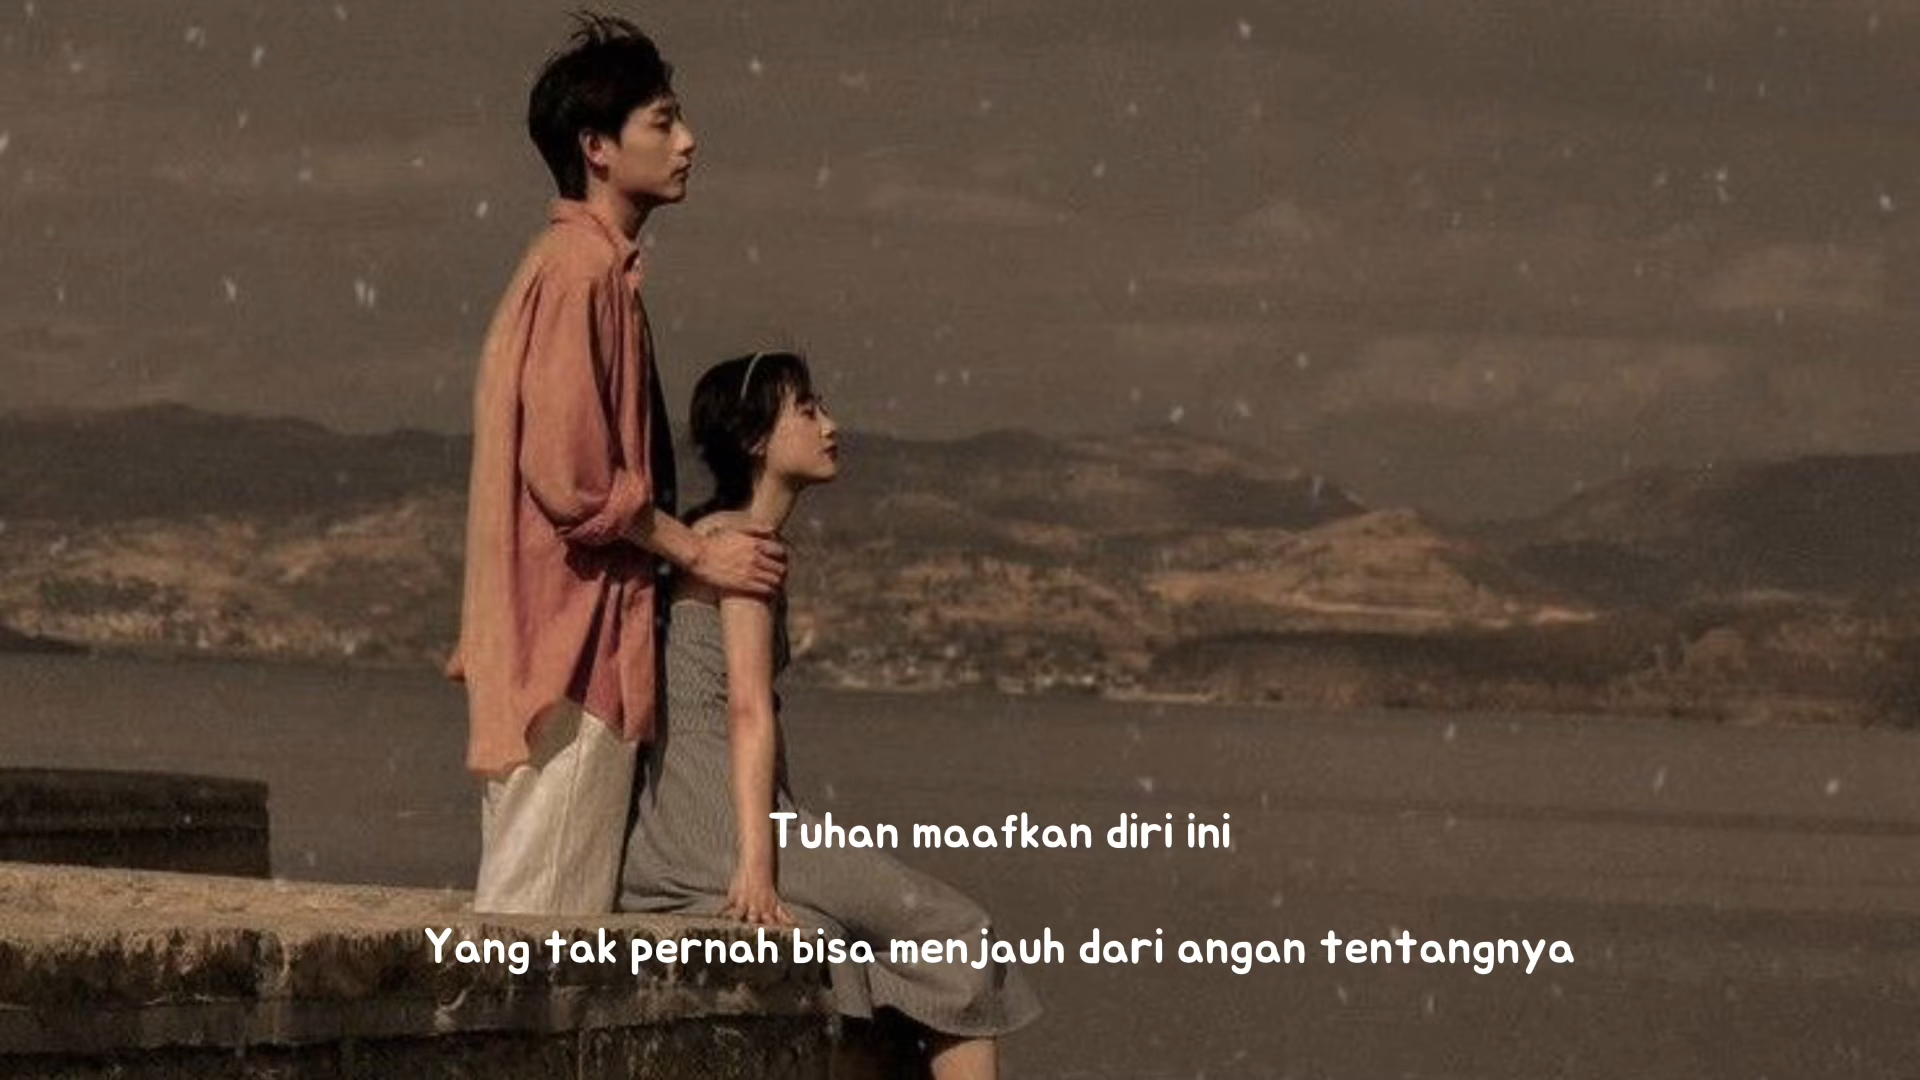 Tuhan maafkan diri ini
Yang tak pernah bisa menjauh dari angan tentangnya